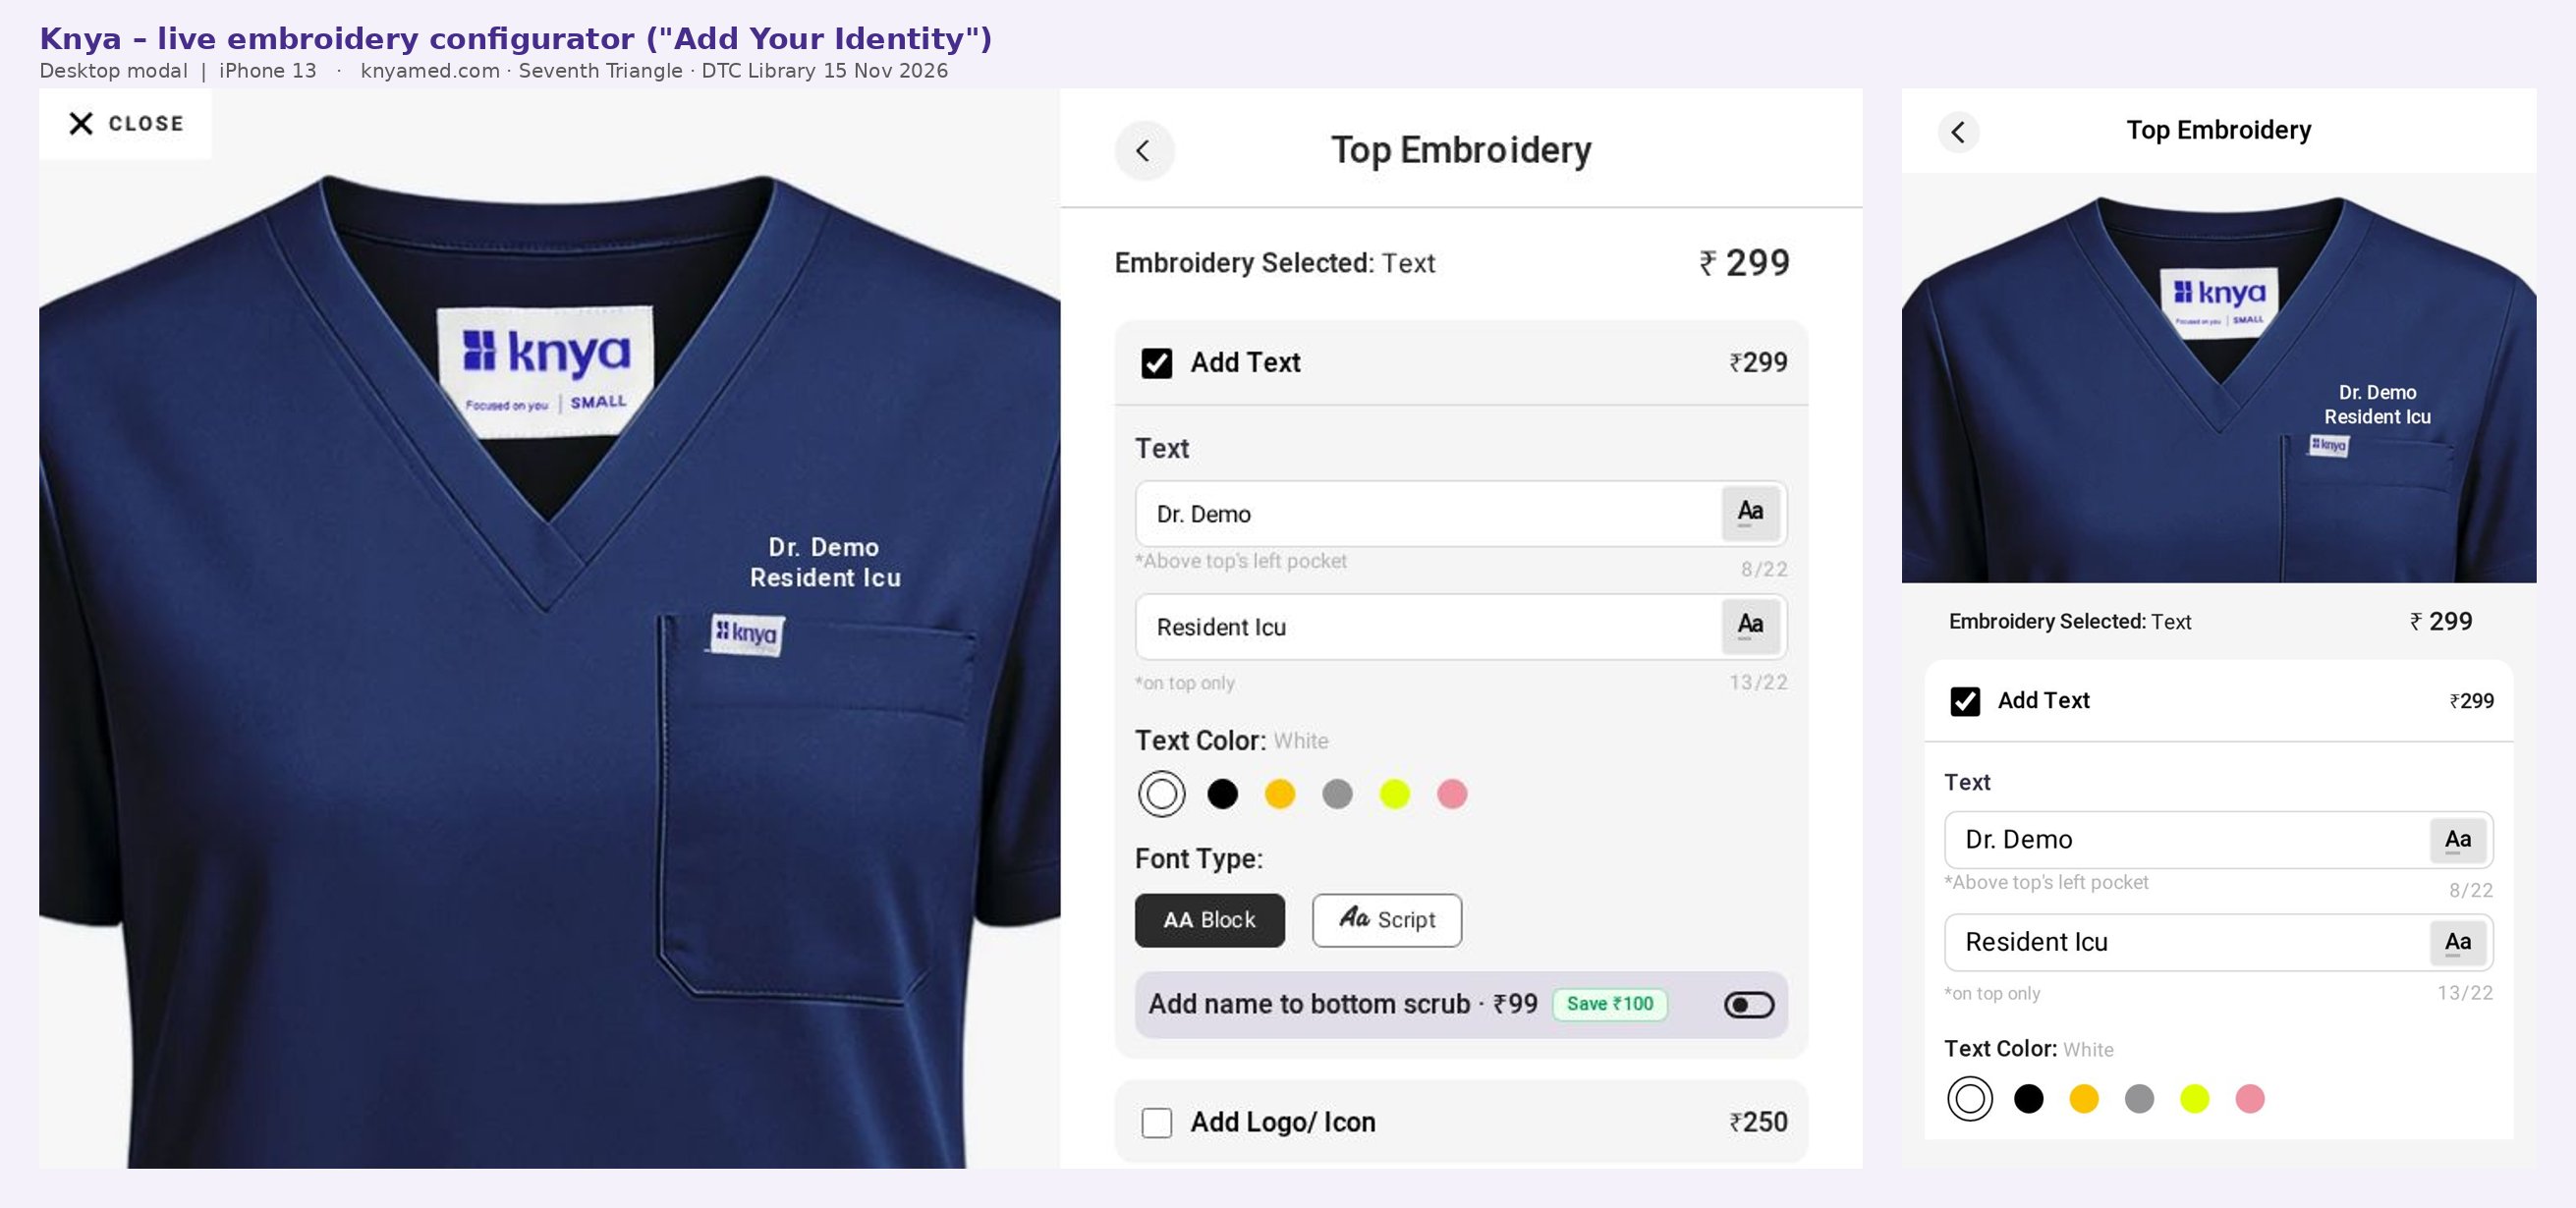 Knya – live embroidery configurator ("Add Your Identity")
Desktop modal | iPhone 13 · knyamed.com · Seventh Triangle · DTC Library 15 Nov 2026
CLOSE
knya
Focused on you | SMALL
Dr. Demo
Resident Icu
knya
Top Embroidery
Embroidery Selected: Text ₹ 299
Add Text ₹299
Text
Dr. Demo Aa
*Above top's left pocket 8/22
Resident Icu Aa
*on top only 13/22
Text Color: White
Font Type:
AA Block Aa Script
Add name to bottom scrub · ₹99 Save ₹100
Add Logo/ Icon ₹250
Top Embroidery
knya
Focused on you | SMALL
Dr. Demo
Resident Icu
knya
Embroidery Selected: Text ₹ 299
Add Text ₹299
Text
Dr. Demo Aa
*Above top's left pocket 8/22
Resident Icu Aa
*on top only 13/22
Text Color: White